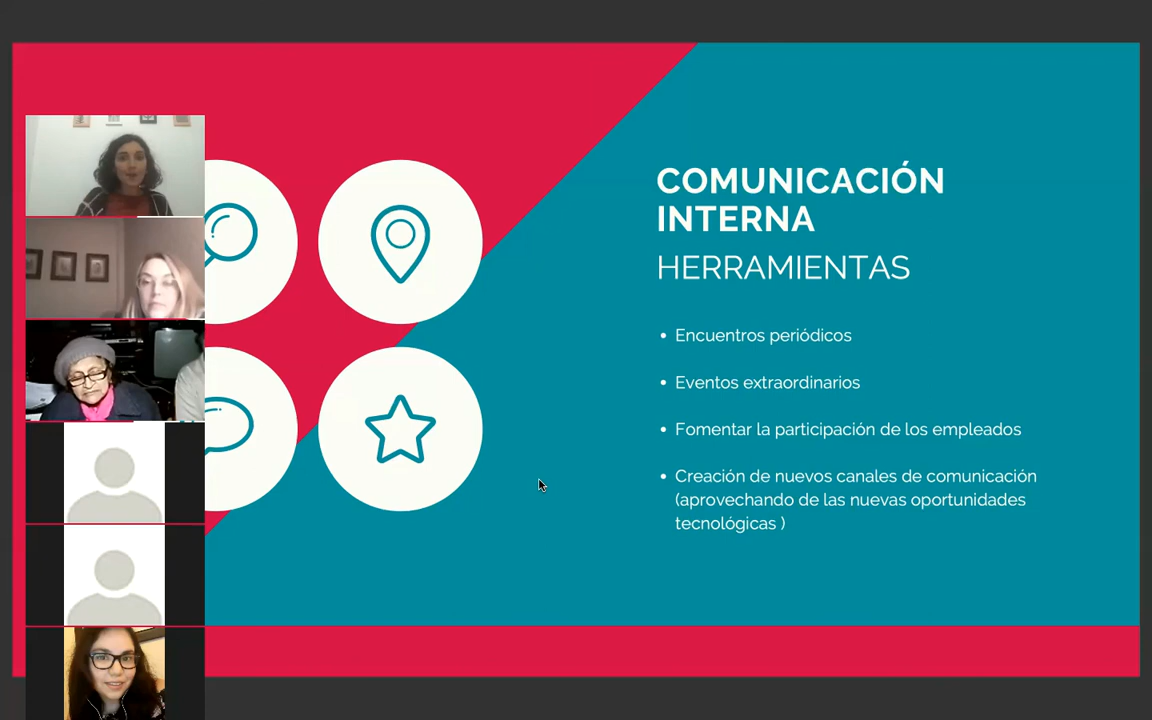 COMUNICACIÓN
INTERNA
HERRAMIENTAS
• Encuentros periódicos
• Eventos extraordinarios
• Fomentar la participación de los empleados
• Creación de nuevos canales de comunicación
(aprovechando de las nuevas oportunidades
tecnológicas )